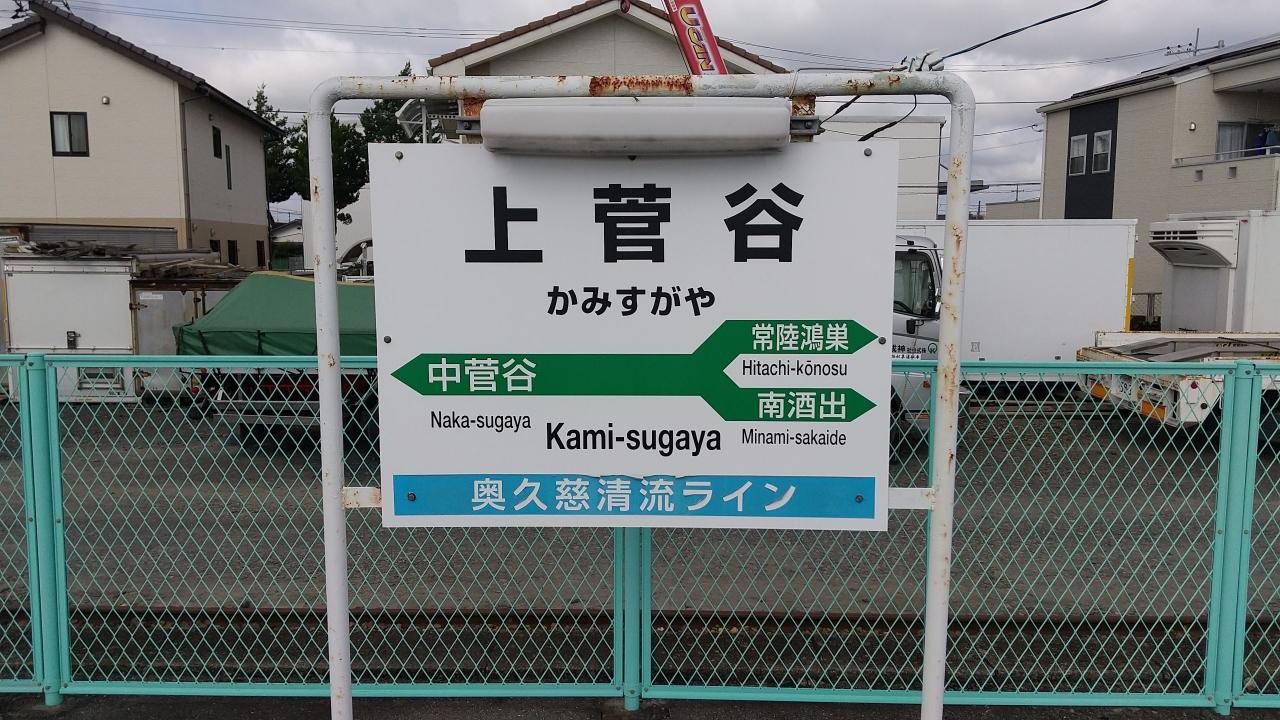 上菅谷
かみすがや
常陸鴻巣
中菅谷
Hitachi-kōnosu
南酒出
Naka-sugaya
Kami-sugaya
Minami-sakaide
奥久慈清流ライン